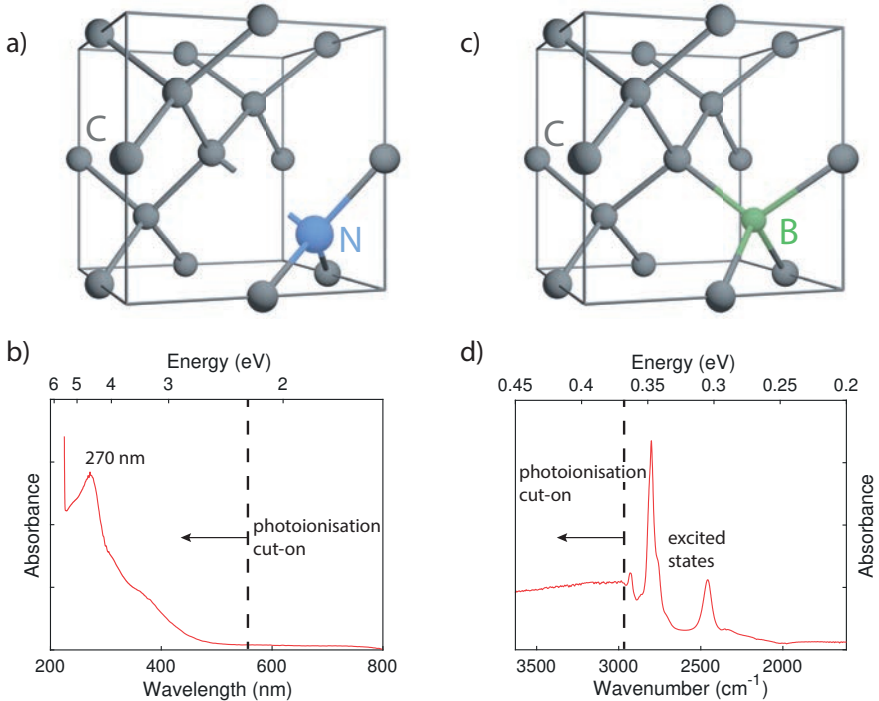 a)
C
N
c)
C
B
b)
Energy (eV)
6 5 4 3 2
270 nm
photoionisation
cut-on
Absorbance
200 400 600 800
Wavelength (nm)
d)
Energy (eV)
0.45 0.4 0.35 0.3 0.25 0.2
photoionisation
cut-on
excited
states
Absorbance
3500 3000 2500 2000
Wavenumber (cm⁻¹)